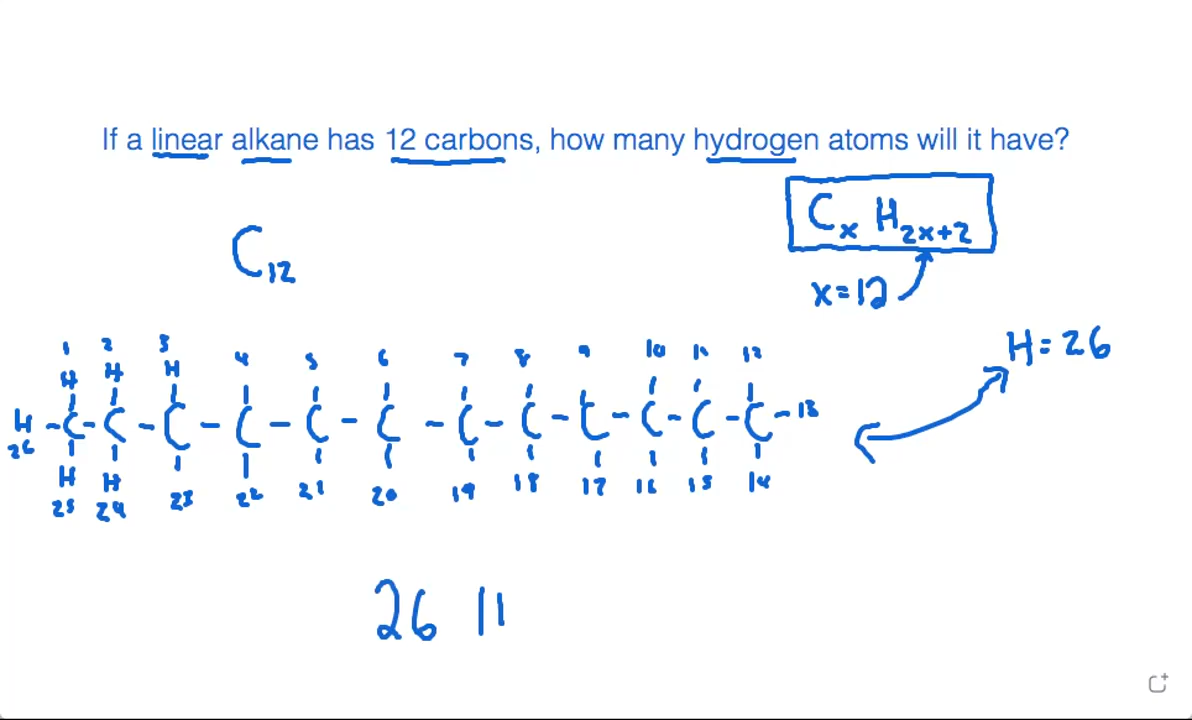 If a linear alkane has 12 carbons, how many hydrogen atoms will it have?
CₓH₂ₓ₊₂
C₁₂
x=12
H=26
1 2 3 4 5 6 7 8 9 10 11 12
H H H
H-C-C-C-C-C-C-C-C-C-C-C-C-13
26
H H
25 24 23 22 21 20 19 18 17 16 15 14
26